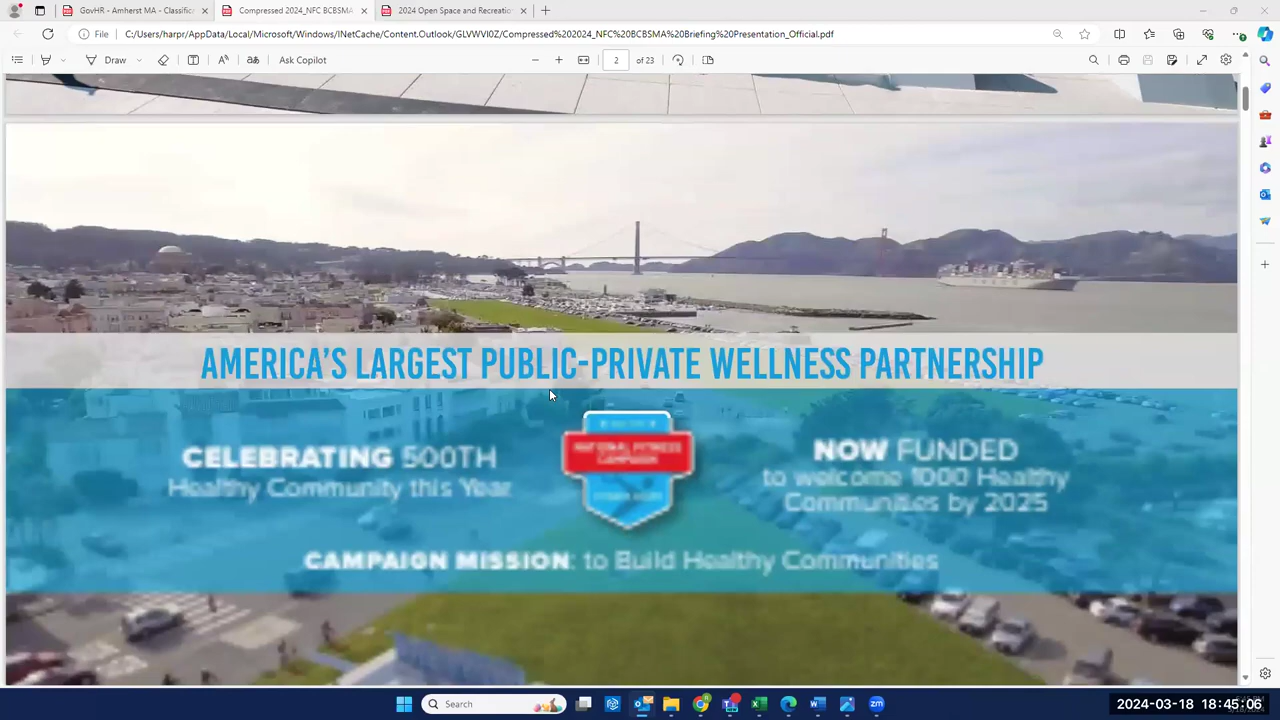 GovHR - Amherst MA - Classific
Compressed 2024_NFC BCBSMA
2024 Open Space and Recreatio
File
C:/Users/harpr/AppData/Local/Microsoft/Windows/INetCache/Content.Outlook/GLVWVI0Z/Compressed%202024_NFC%20BCBSMA%20Briefing%20Presentation_Official.pdf
Draw
Ask Copilot
2
of 23
AMERICA'S LARGEST PUBLIC-PRIVATE WELLNESS PARTNERSHIP
CELEBRATING 500TH
Healthy Community this Year
NATIONAL FITNESS
CAMPAIGN
NOW FUNDED
to welcome 1000 Healthy
Communities by 2025
CAMPAIGN MISSION: to Build Healthy Communities
Search
2024-03-18 18:45:06